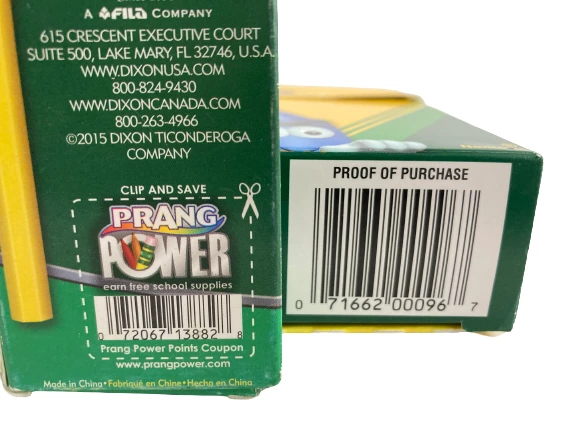 A FILA COMPANY
615 CRESCENT EXECUTIVE COURT
SUITE 500, LAKE MARY, FL 32746, U.S.A.
WWW.DIXONUSA.COM
800-824-9430
WWW.DIXONCANADA.COM
800-263-4966
©2015 DIXON TICONDEROGA
COMPANY
CLIP AND SAVE
PRANG
POWER
earn free school supplies
0 72067 13882 8
Prang Power Points Coupon
www.prangpower.com
Made in China • Fabriqué en Chine • Hecho en China
PROOF OF PURCHASE
0 71662 00096 7